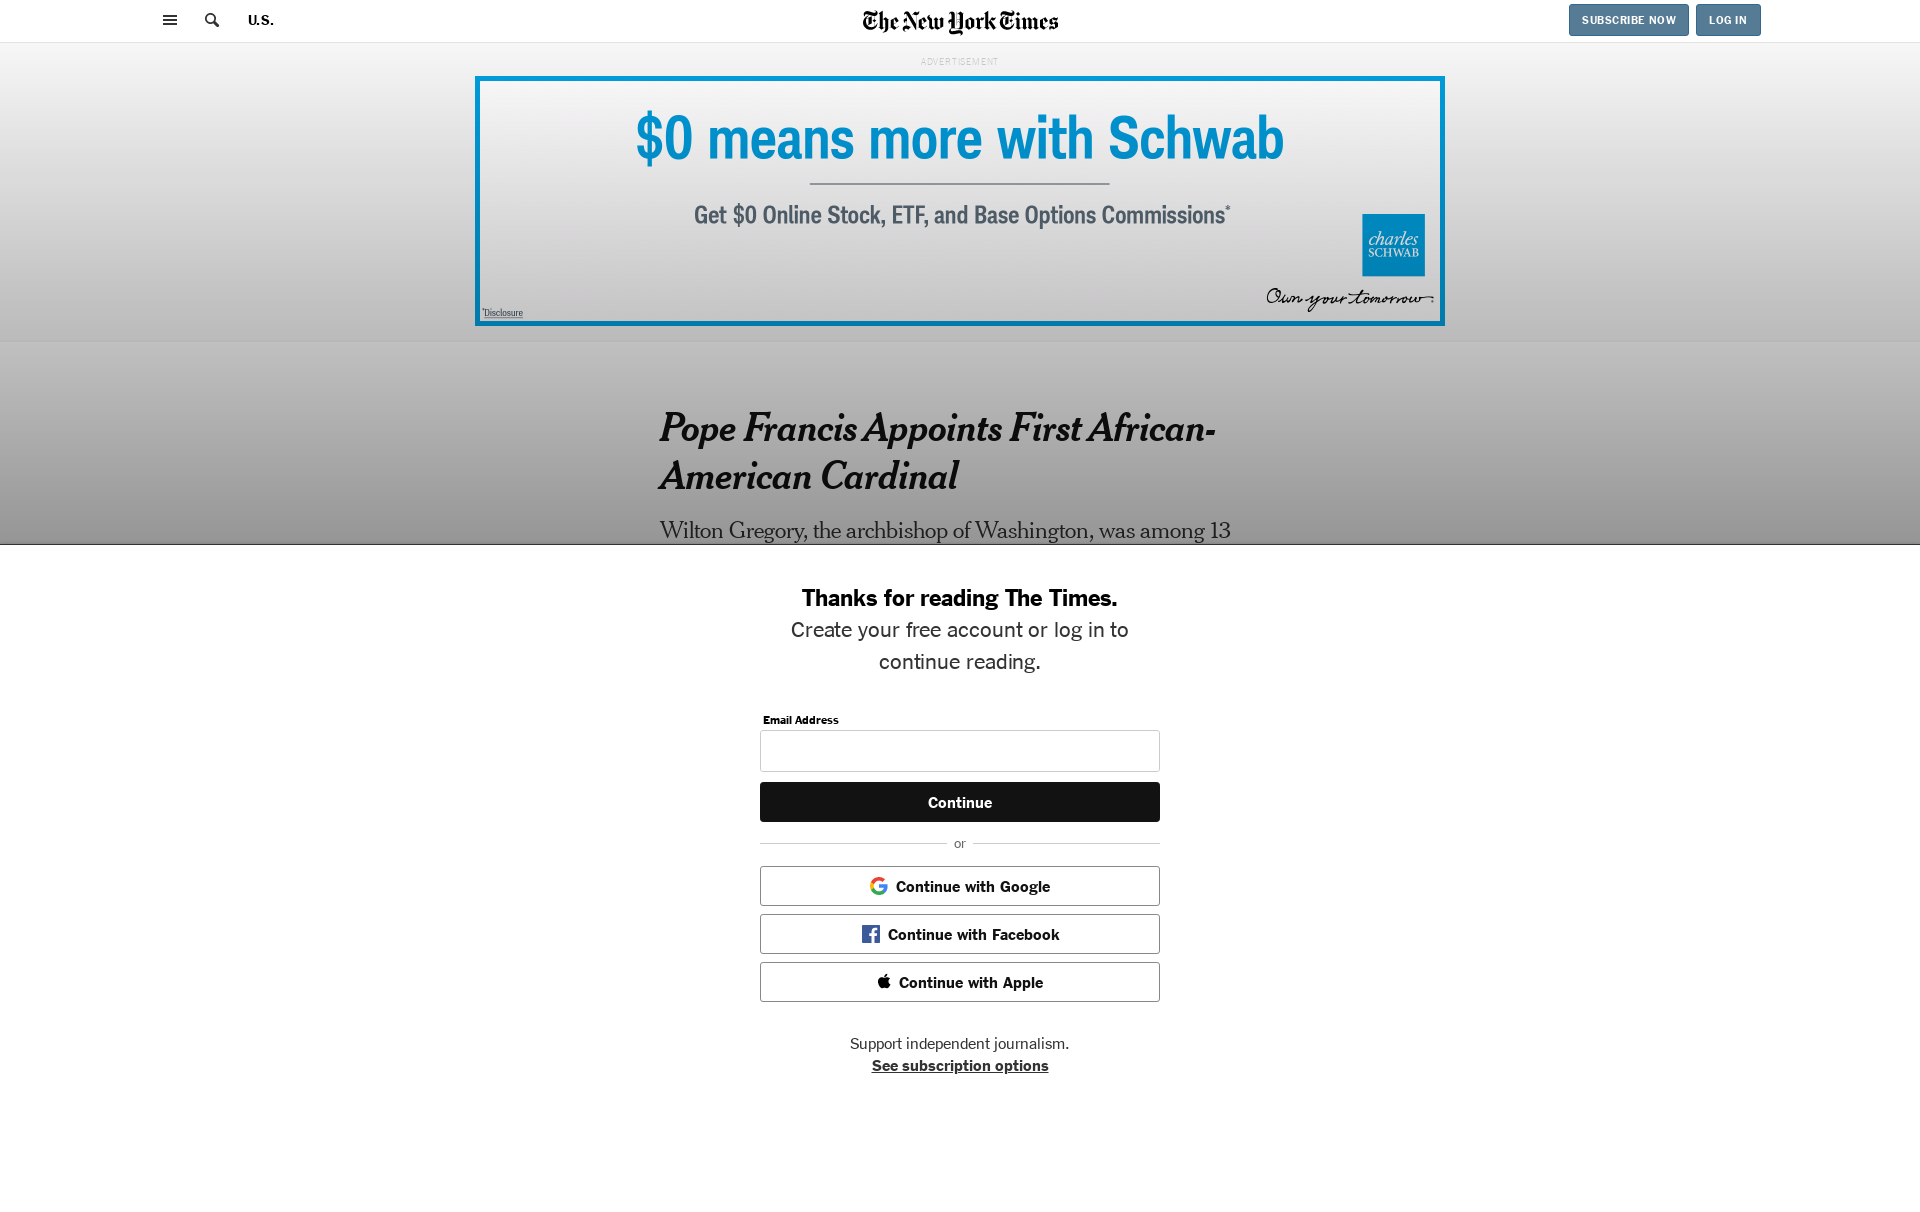 U.S.
The New York Times
SUBSCRIBE NOW
LOG IN
ADVERTISEMENT
$0 means more with Schwab
Get $0 Online Stock, ETF, and Base Options Commissions*
charles
SCHWAB
Own your tomorrow
*Disclosure
Pope Francis Appoints First African-
American Cardinal
Wilton Gregory, the archbishop of Washington, was among 13
Thanks for reading The Times.
Create your free account or log in to
continue reading.
Email Address
Continue
or
Continue with Google
Continue with Facebook
Continue with Apple
Support independent journalism.
See subscription options